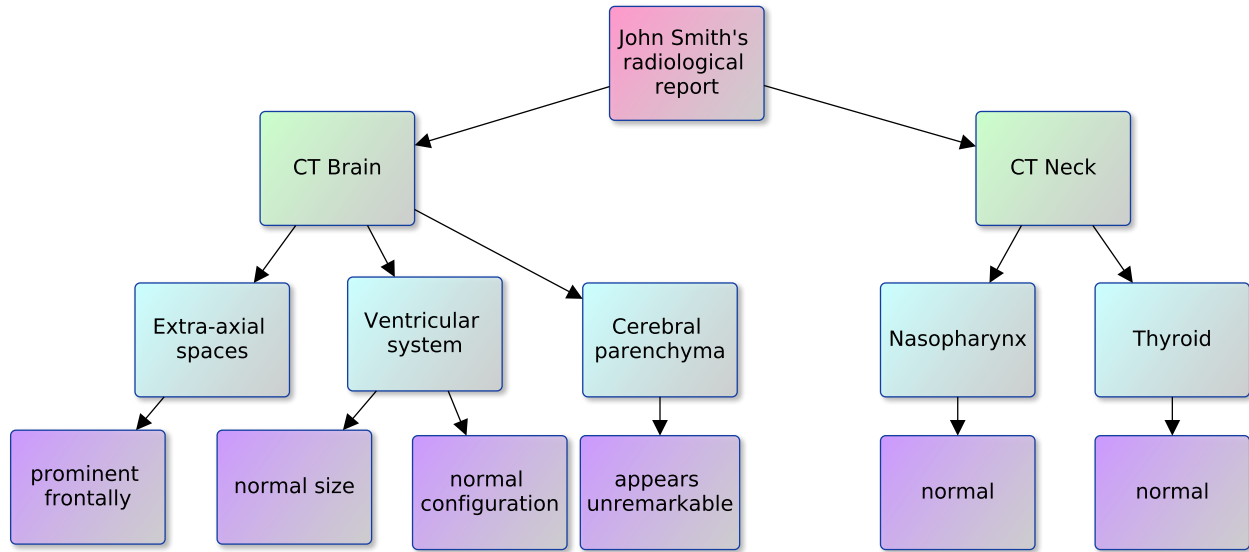 John Smith's
radiological
report
CT Brain
CT Neck
Extra-axial
spaces
Ventricular
system
Cerebral
parenchyma
Nasopharynx
Thyroid
prominent
frontally
normal size
normal
configuration
appears
unremarkable
normal
normal